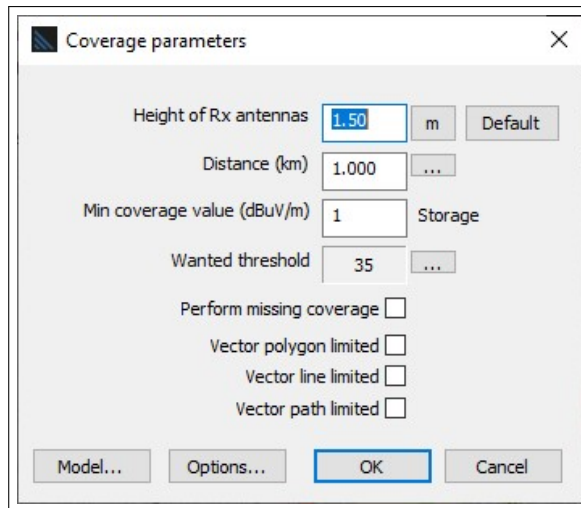 Coverage parameters
Height of Rx antennas 1.50 m Default
Distance (km) 1.000 ...
Min coverage value (dBuV/m) 1 Storage
Wanted threshold 35 ...
Perform missing coverage
Vector polygon limited
Vector line limited
Vector path limited
Model... Options... OK Cancel